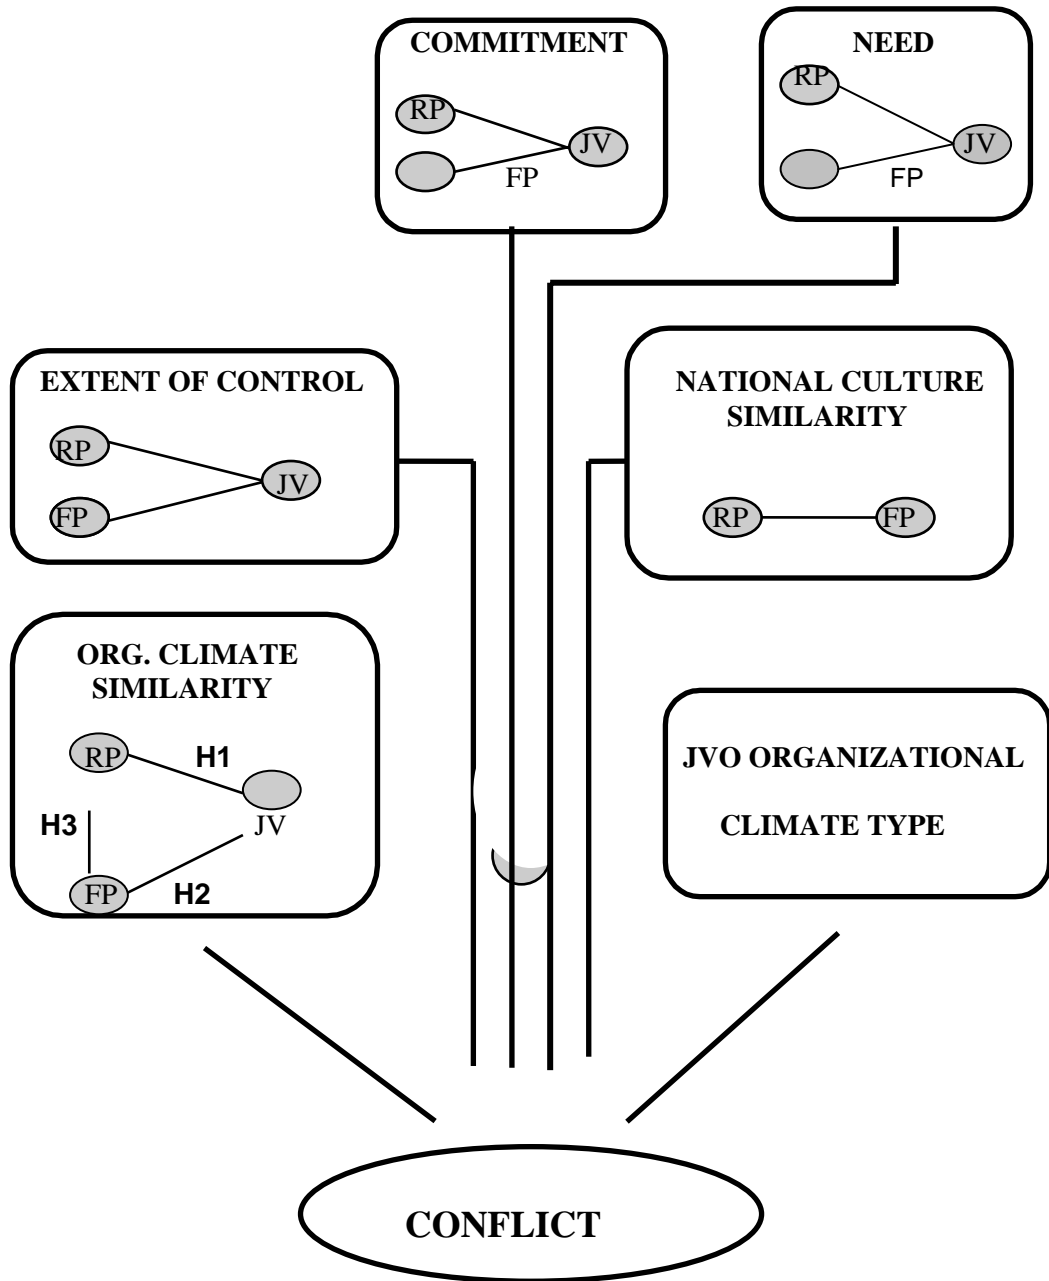 COMMITMENT
RP
JV
FP
NEED
RP
JV
FP
EXTENT OF CONTROL
RP
JV
FP
NATIONAL CULTURE
SIMILARITY
RP
FP
ORG. CLIMATE
SIMILARITY
RP
H1
H3
JV
FP
H2
JVO ORGANIZATIONAL
CLIMATE TYPE
CONFLICT